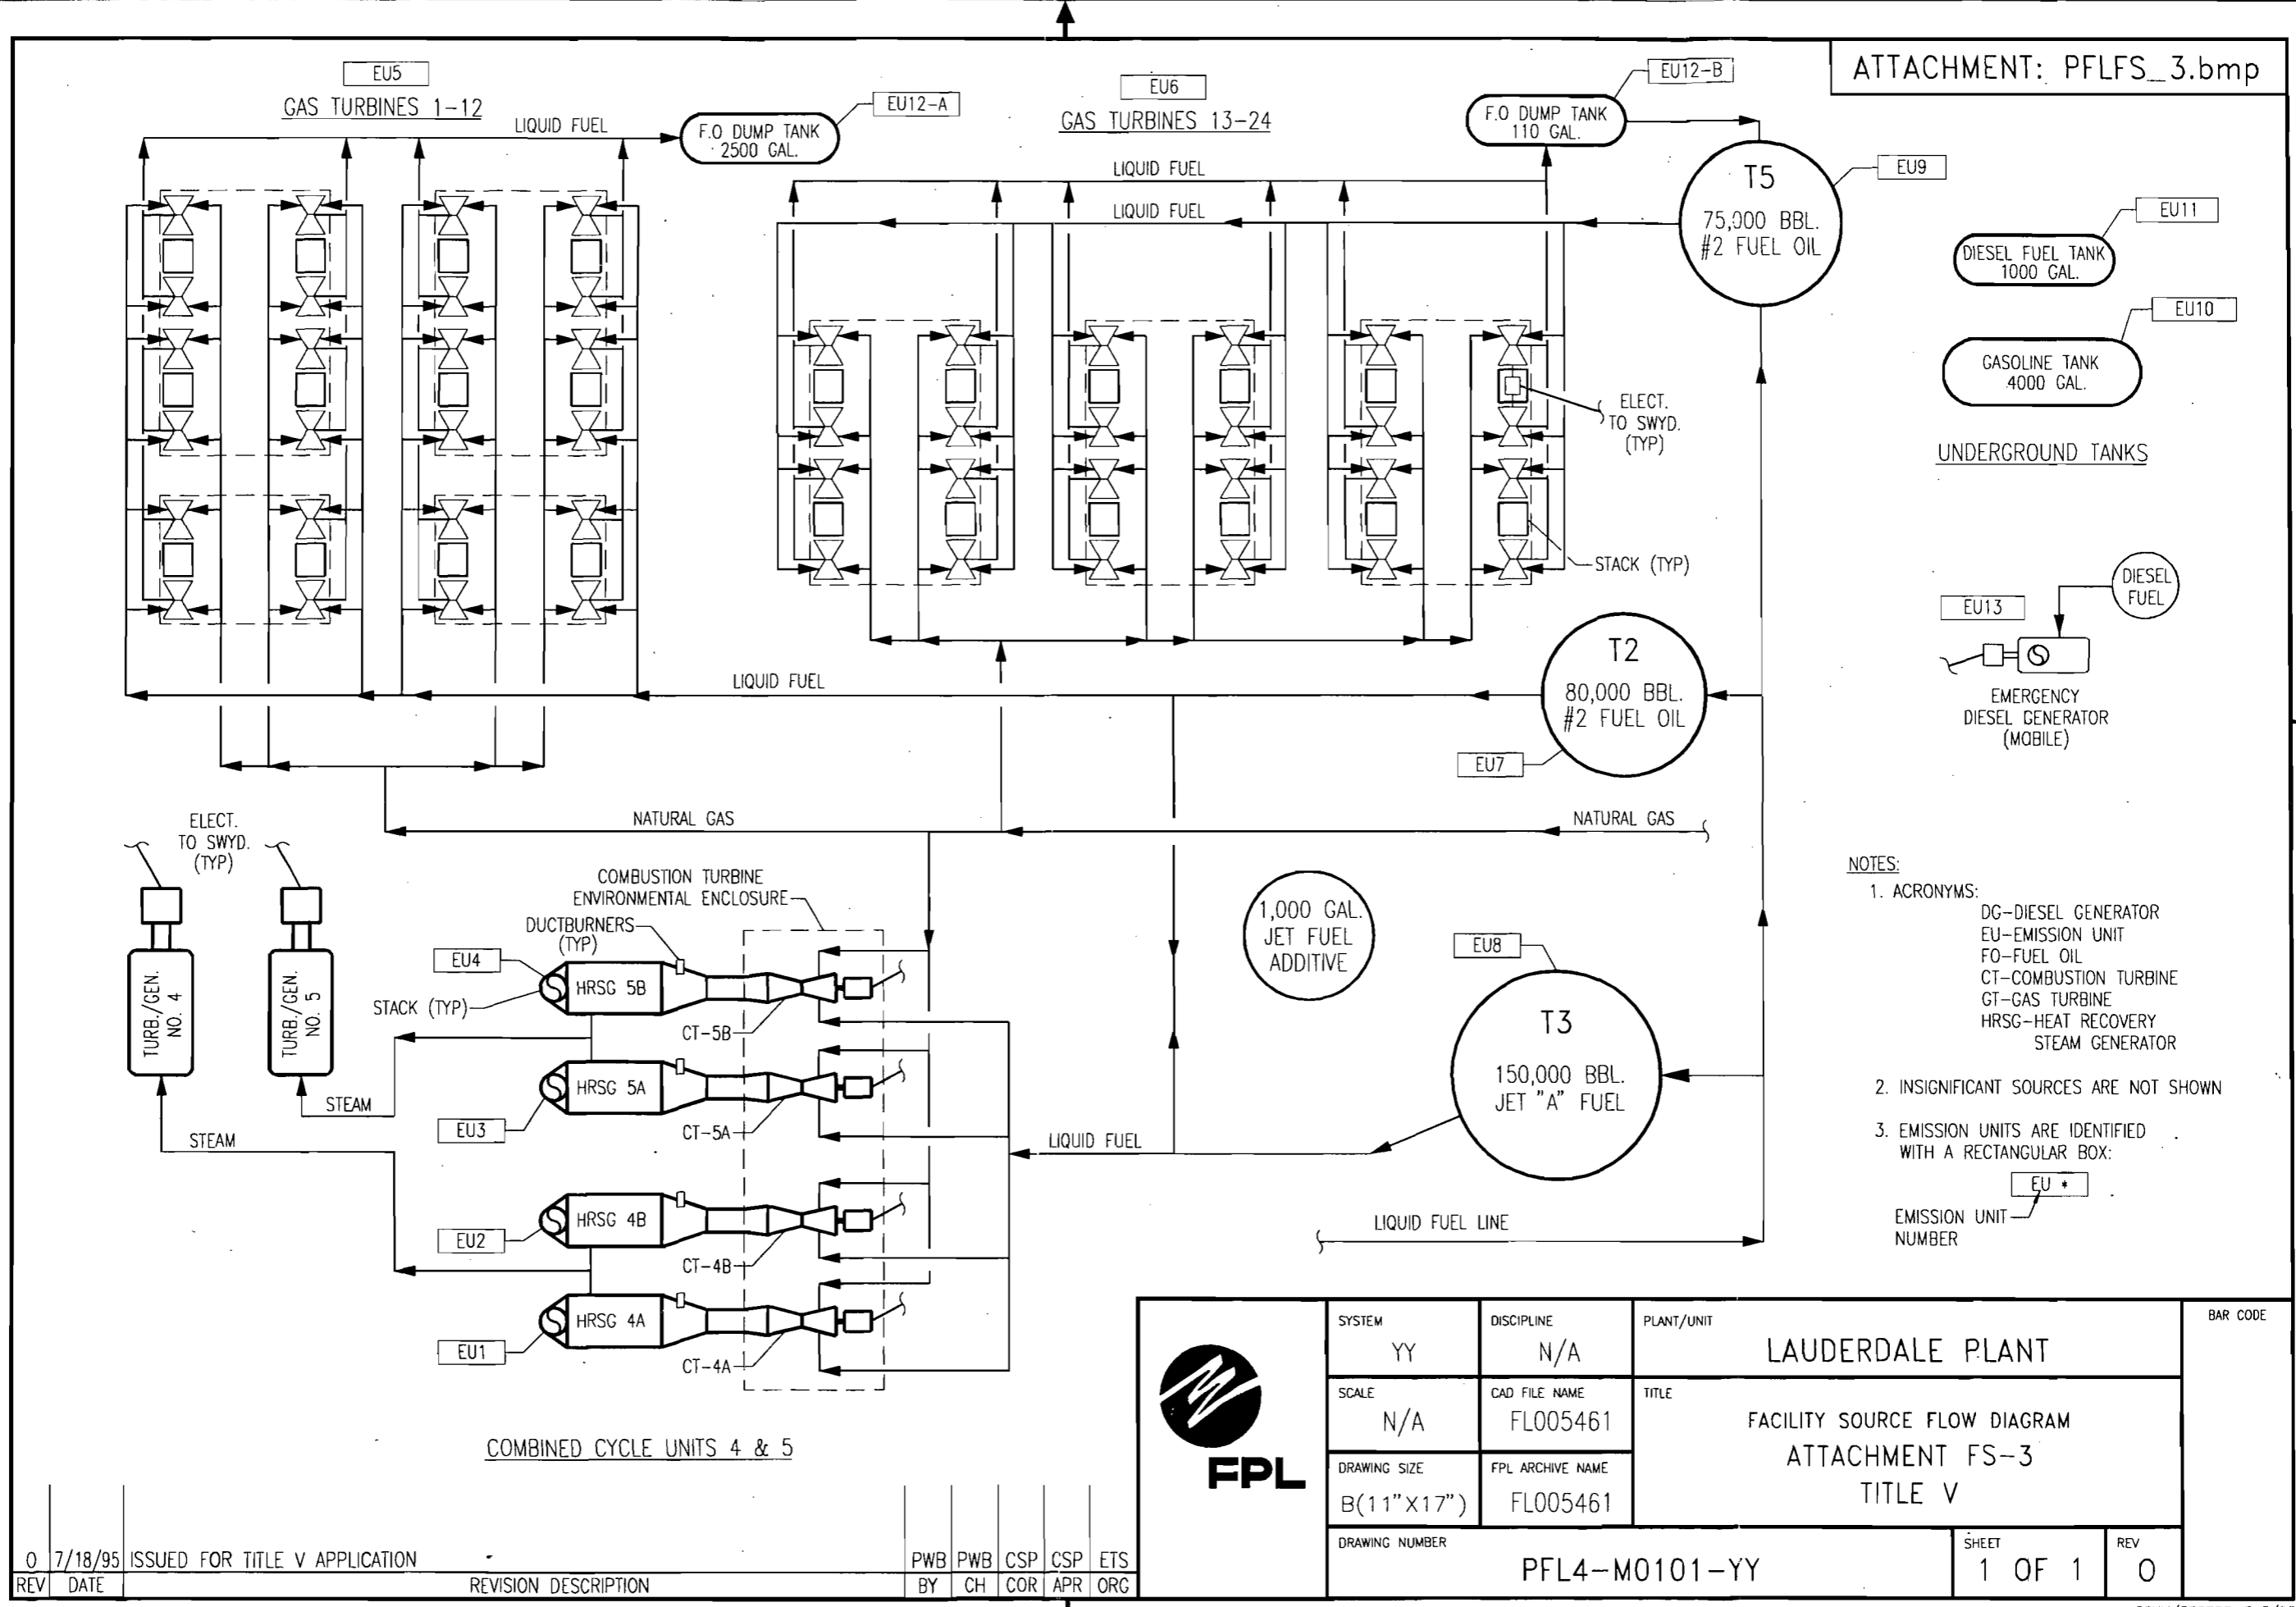 ATTACHMENT: PFLFS_3.bmp
EU5
GAS TURBINES 1-12
LIQUID FUEL
F.O DUMP TANK
2500 GAL.
EU12-A
EU6
GAS TURBINES 13-24
LIQUID FUEL
LIQUID FUEL
F.O DUMP TANK
110 GAL.
EU12-B
T5
75,000 BBL.
#2 FUEL OIL
EU9
EU11
DIESEL FUEL TANK
1000 GAL.
EU10
GASOLINE TANK
4000 GAL.
UNDERGROUND TANKS
ELECT.
TO SWYD.
(TYP)
STACK (TYP)
DIESEL
FUEL
EU13
EMERGENCY
DIESEL GENERATOR
(MOBILE)
T2
80,000 BBL.
#2 FUEL OIL
EU7
LIQUID FUEL
NATURAL GAS
NATURAL GAS
ELECT.
TO SWYD.
(TYP)
TURB./GEN.
NO. 4
TURB./GEN.
NO. 5
STEAM
STEAM
COMBUSTION TURBINE
ENVIRONMENTAL ENCLOSURE
DUCTBURNERS
(TYP)
EU4
STACK (TYP)
HRSG 5B
CT-5B
HRSG 5A
EU3
CT-5A
HRSG 4B
EU2
CT-4B
HRSG 4A
EU1
CT-4A
COMBINED CYCLE UNITS 4 & 5
1,000 GAL.
JET FUEL
ADDITIVE
EU8
T3
150,000 BBL.
JET "A" FUEL
LIQUID FUEL
LIQUID FUEL LINE
NOTES:
1. ACRONYMS:
DG-DIESEL GENERATOR
EU-EMISSION UNIT
FO-FUEL OIL
CT-COMBUSTION TURBINE
GT-GAS TURBINE
HRSG-HEAT RECOVERY
STEAM GENERATOR
2. INSIGNIFICANT SOURCES ARE NOT SHOWN
3. EMISSION UNITS ARE IDENTIFIED
WITH A RECTANGULAR BOX:
EU *
EMISSION UNIT
NUMBER
FPL
SYSTEM
YY
DISCIPLINE
N/A
PLANT/UNIT
LAUDERDALE PLANT
BAR CODE
SCALE
N/A
CAD FILE NAME
FL005461
TITLE
FACILITY SOURCE FLOW DIAGRAM
ATTACHMENT FS-3
TITLE V
DRAWING SIZE
B(11"X17")
FPL ARCHIVE NAME
FL005461
DRAWING NUMBER
PFL4-M0101-YY
SHEET
1 OF 1
REV
0
0 7/18/95 ISSUED FOR TITLE V APPLICATION PWB PWB CSP CSP ETS
REV DATE REVISION DESCRIPTION BY CH COR APR ORG